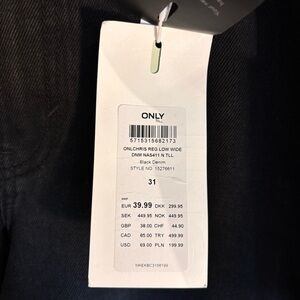 ONLY
5715315682173
ONLCHRIS REG LOW WIDE
DNM NAS411 N TLL
Black Denim
STYLE NO. 15276611
31
RRP
EUR 39.99 DKK 299.95
SEK 449.95 NOK 449.95
GBP 38.00 CHF 44.90
CAD 65.00 TRY 499.99
USD 69.00 PLN 199.99